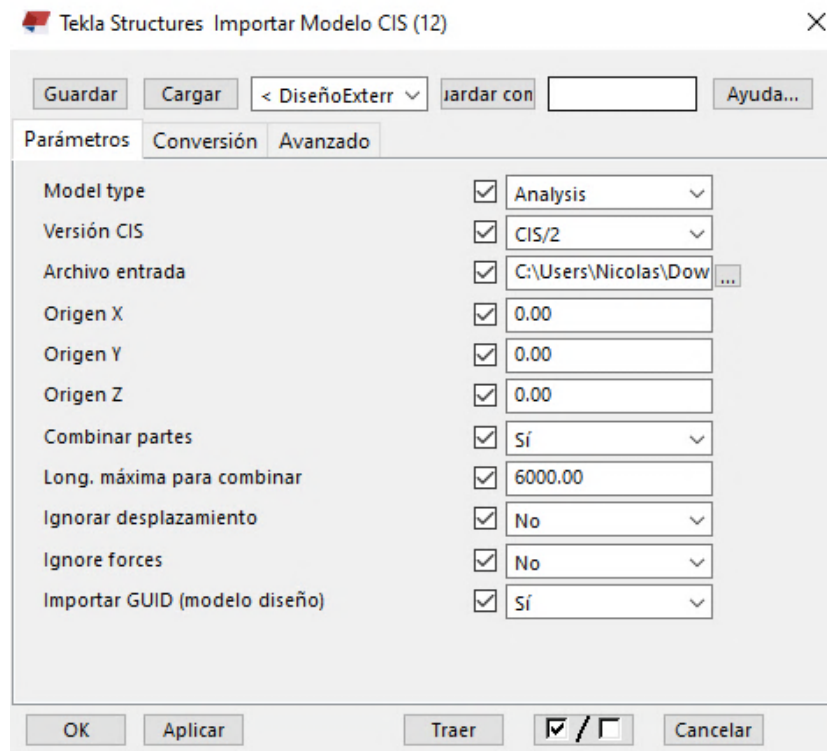 Tekla Structures Importar Modelo CIS (12)
Guardar Cargar < DiseñoExterr uardar con Ayuda...
Parámetros Conversión Avanzado
Model type Analysis
Versión CIS CIS/2
Archivo entrada C:\Users\Nicolas\Dow ...
Origen X 0.00
Origen Y 0.00
Origen Z 0.00
Combinar partes Sí
Long. máxima para combinar 6000.00
Ignorar desplazamiento No
Ignore forces No
Importar GUID (modelo diseño) Sí
OK Aplicar Traer / Cancelar